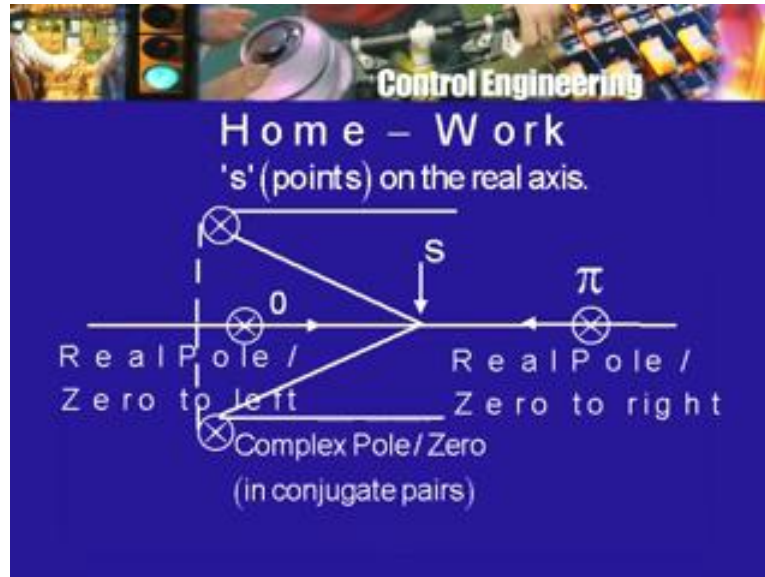 Control Engineering
Home – Work
's' (points) on the real axis.
S
0
π
Real Pole /
Zero to left
Real Pole /
Zero to right
Complex Pole / Zero
(in conjugate pairs)